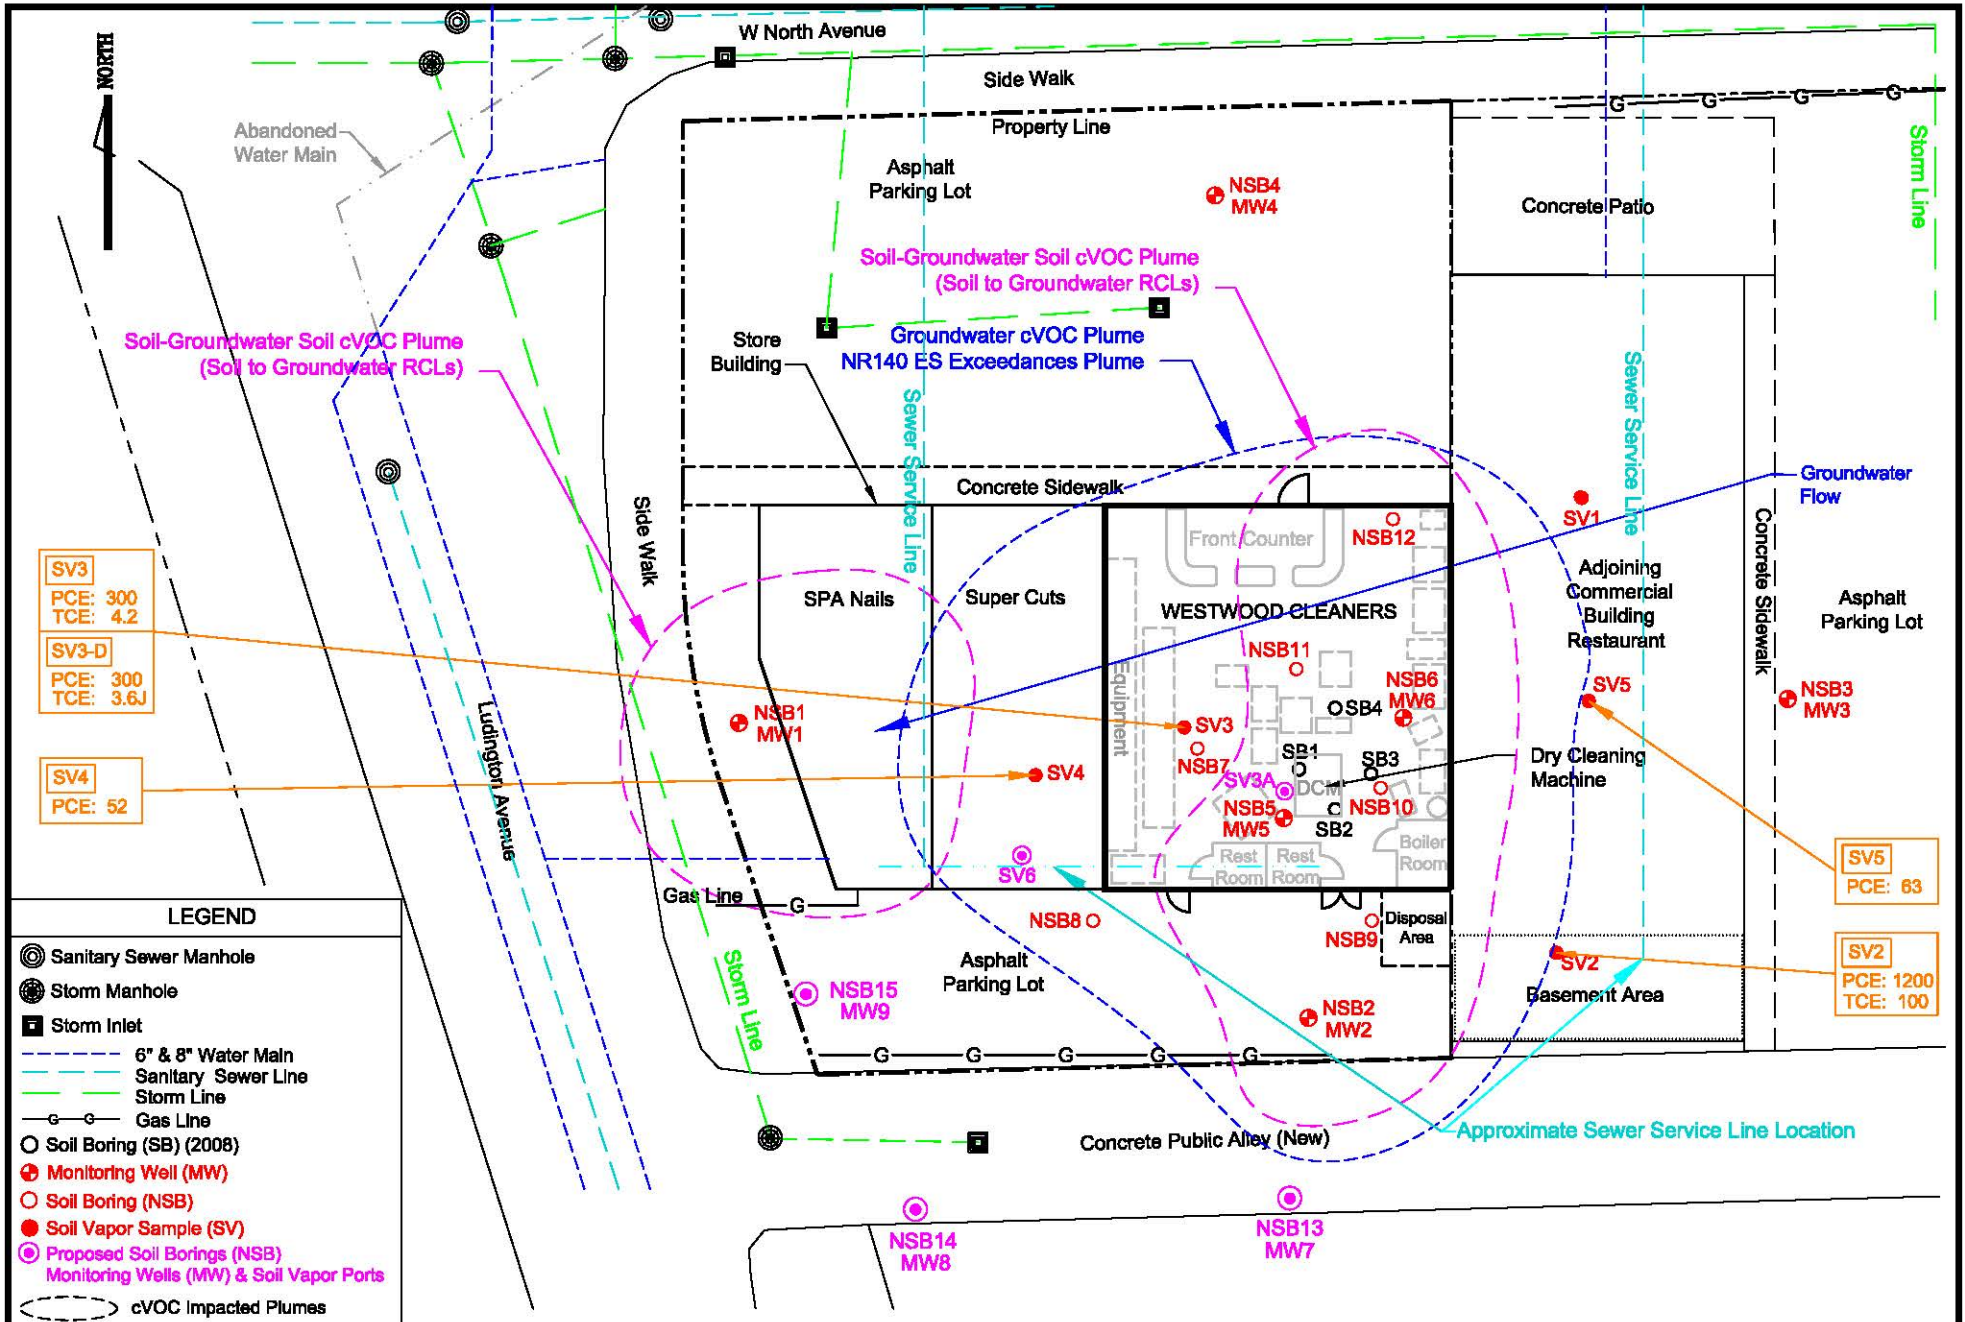 W North Avenue
NORTH
Side Walk
Abandoned
Water Main
Property Line
Asphalt
Parking Lot
NSB4
MW4
Concrete Patio
Storm Line
Soil-Groundwater Soil cVOC Plume
(Soil to Groundwater RCLs)
Soil-Groundwater Soil cVOC Plume
(Soil to Groundwater RCLs)
Store
Building
Groundwater cVOC Plume
NR140 ES Exceedances Plume
Sewer Service Line
Sewer Service Line
Groundwater
Flow
Concrete Sidewalk
Side Walk
SV1
Concrete Sidewalk
Front Counter
NSB12
SV3
PCE: 300
TCE: 4.2
SV3-D
PCE: 300
TCE: 3.6J
SPA Nails
Super Cuts
WESTWOOD CLEANERS
Adjoining
Commercial
Building
Restaurant
Asphalt
Parking Lot
NSB11
Equipment
NSB6
MW6
SV5
NSB3
MW3
NSB1
MW1
SB4
SV3
NSB7
SB1
SB3
Dry Cleaning
Machine
SV4
PCE: 52
SV4
SV3A
DCM
NSB10
NSB5
MW5
SB2
Ludington Avenue
Boiler
Room
Rest
Room
Rest
Room
SV6
SV5
PCE: 63
Gas Line
G
NSB8
NSB9
Disposal
Area
SV2
SV2
PCE: 1200
TCE: 100
Basement Area
Asphalt
Parking Lot
NSB15
MW9
NSB2
MW2
Storm Line
G G G G G
G G G G
Concrete Public Alley (New)
Approximate Sewer Service Line Location
NSB14
MW8
NSB13
MW7
LEGEND
Sanitary Sewer Manhole
Storm Manhole
Storm Inlet
6" & 8" Water Main
Sanitary Sewer Line
Storm Line
G G Gas Line
Soil Boring (SB) (2008)
Monitoring Well (MW)
Soil Boring (NSB)
Soil Vapor Sample (SV)
Proposed Soil Borings (NSB)
Monitoring Wells (MW) & Soil Vapor Ports
cVOC Impacted Plumes